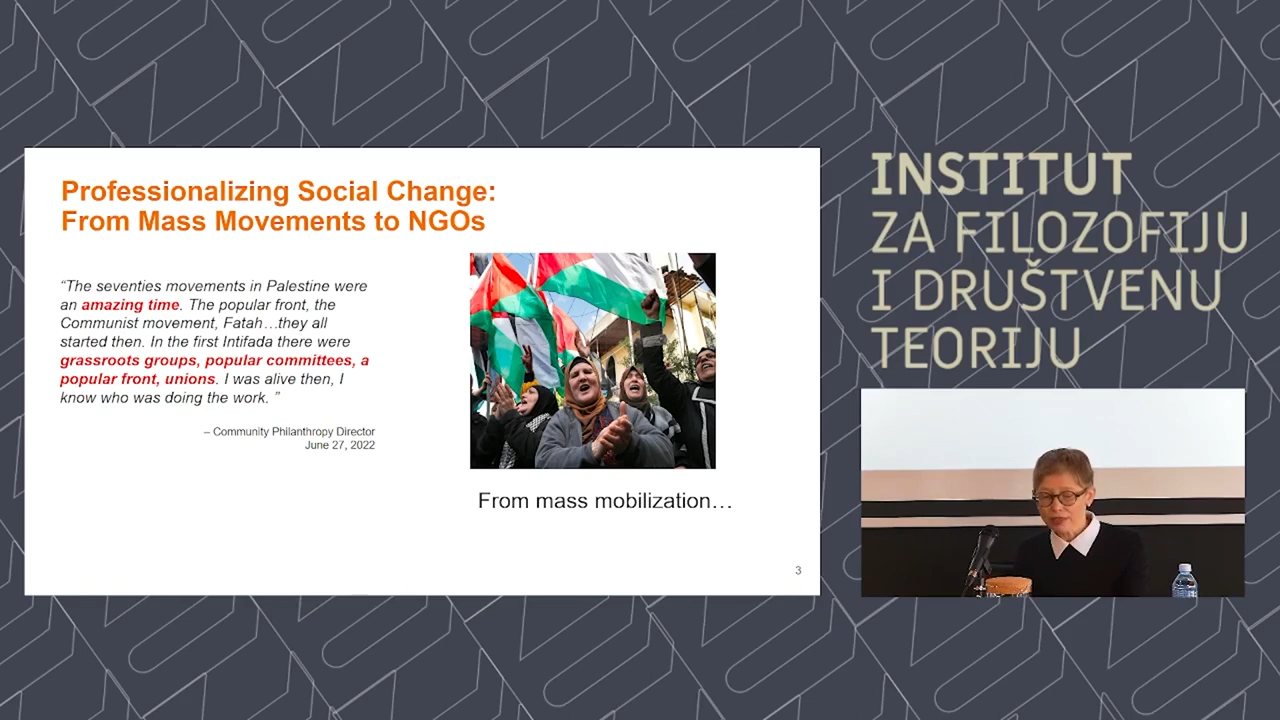 Professionalizing Social Change:
From Mass Movements to NGOs
“The seventies movements in Palestine were
an amazing time. The popular front, the
Communist movement, Fatah…they all
started then. In the first Intifada there were
grassroots groups, popular committees, a
popular front, unions. I was alive then, I
know who was doing the work. ”
– Community Philanthropy Director
June 27, 2022
From mass mobilization…
3
INSTITUT
ZA FILOZOFIJU
I DRUŠTVENU
TEORIJU